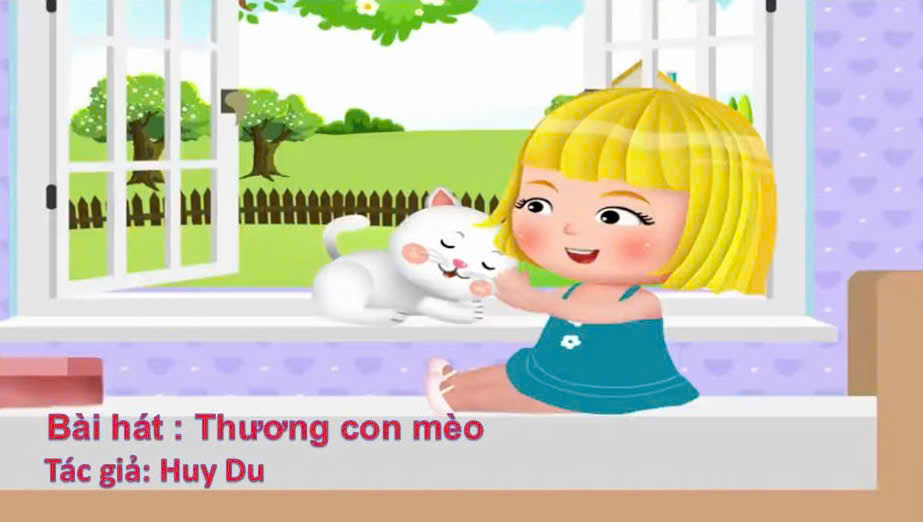 Bài hát : Thương con mèo
Tác giả: Huy Du